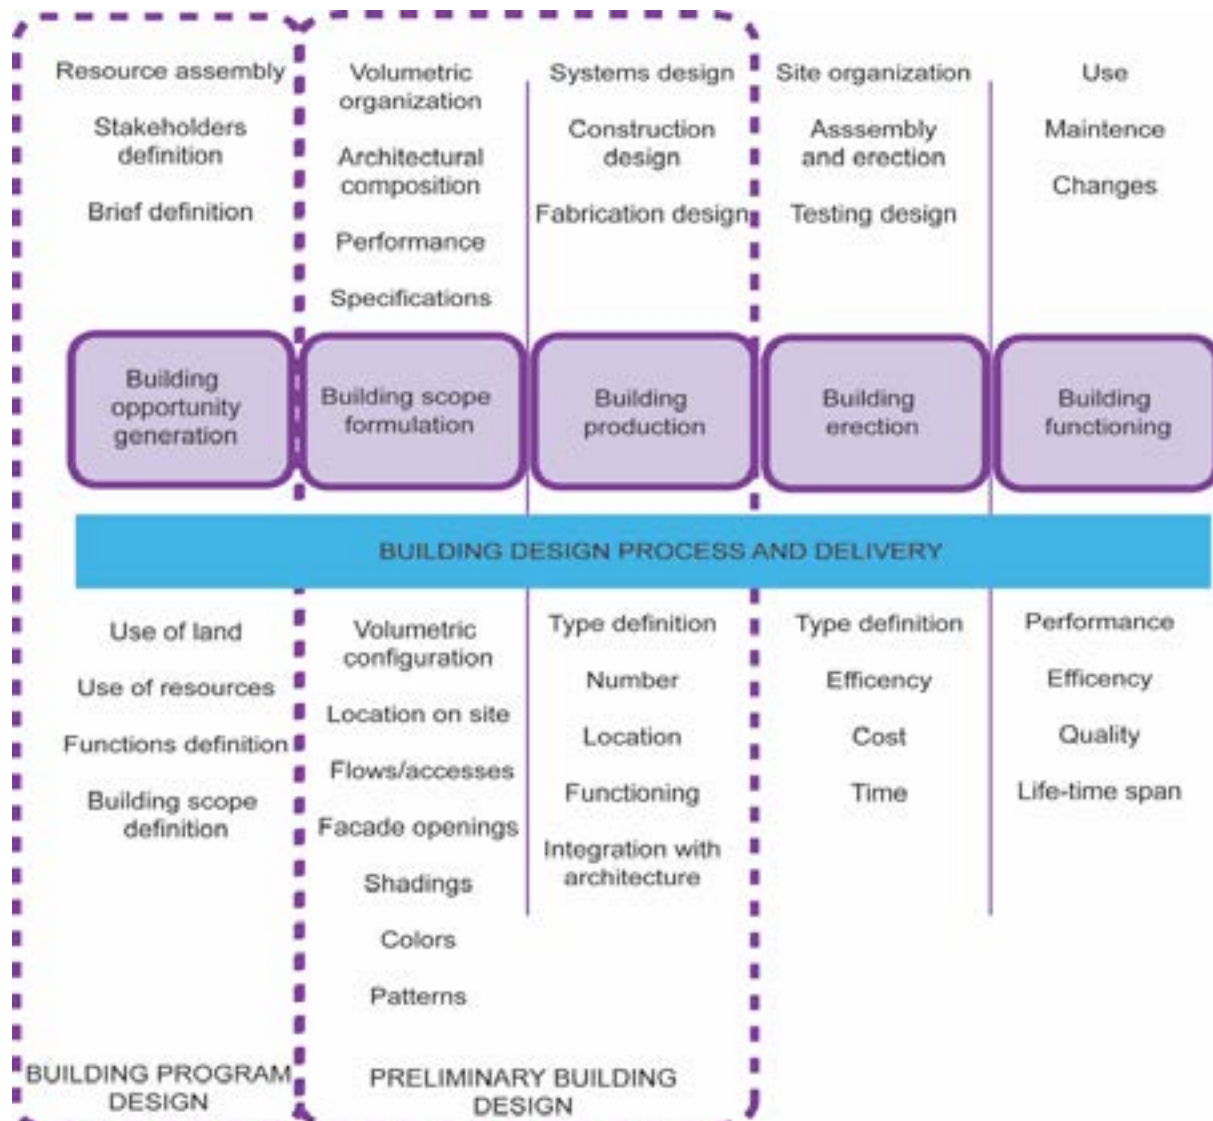 Resource assembly
Stakeholders
definition
Brief definition
Volumetric
organization
Architectural
composition
Performance
Specifications
Systems design
Construction
design
Fabrication design
Site organization
Asssembly
and erection
Testing design
Use
Maintence
Changes
Building
opportunity
generation
Building scope
formulation
Building
production
Building
erection
Building
functioning
BUILDING DESIGN PROCESS AND DELIVERY
Use of land
Use of resources
Functions definition
Building scope
definition
Volumetric
configuration
Location on site
Flows/accesses
Facade openings
Shadings
Colors
Patterns
Type definition
Number
Location
Functioning
Integration with
architecture
Type definition
Efficency
Cost
Time
Performance
Efficency
Quality
Life-time span
BUILDING PROGRAM
DESIGN
PRELIMINARY BUILDING
DESIGN